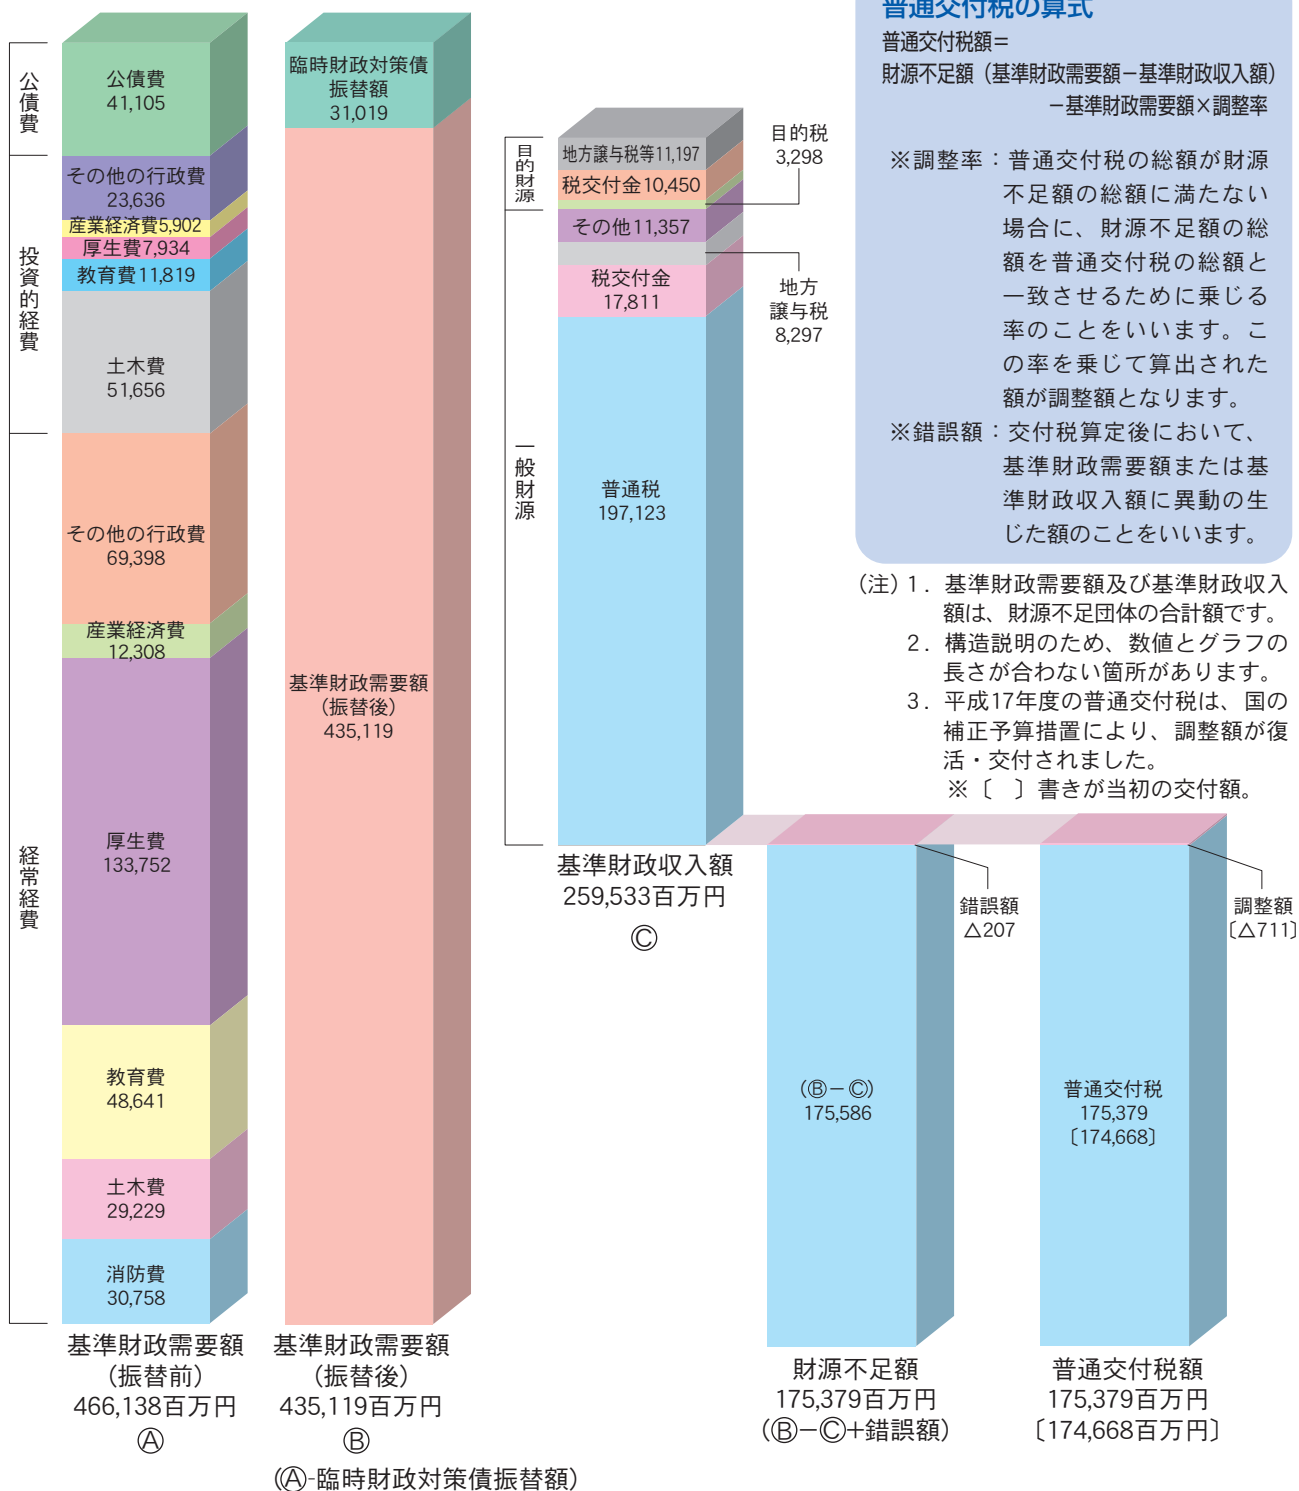 普通交付税の算式
普通交付税額＝
財源不足額（基準財政需要額－基準財政収入額）
－基準財政需要額×調整率
※調整率：普通交付税の総額が財源
不足額の総額に満たない
場合に、財源不足額の総
額を普通交付税の総額と
一致させるために乗じる
率のことをいいます。こ
の率を乗じて算出された
額が調整額となります。
※錯誤額：交付税算定後において、
基準財政需要額または基
準財政収入額に異動の生
じた額のことをいいます。
（注）1．基準財政需要額及び基準財政収入
額は、財源不足団体の合計額です。
2．構造説明のため、数値とグラフの
長さが合わない箇所があります。
3．平成17年度の普通交付税は、国の
補正予算措置により、調整額が復
活・交付されました。
※〔　〕書きが当初の交付額。
公債費
投資的経費
経常経費
公債費
41,105
その他の行政費
23,636
産業経済費5,902
厚生費7,934
教育費11,819
土木費
51,656
その他の行政費
69,398
産業経済費
12,308
厚生費
133,752
教育費
48,641
土木費
29,229
消防費
30,758
基準財政需要額
（振替前）
466,138百万円
Ⓐ
臨時財政対策債
振替額
31,019
基準財政需要額
（振替後）
435,119
基準財政需要額
（振替後）
435,119百万円
Ⓑ
（Ⓐ-臨時財政対策債振替額）
目的財源
一般財源
地方譲与税等11,197
税交付金10,450
目的税
3,298
その他11,357
地方
譲与税
8,297
税交付金
17,811
普通税
197,123
基準財政収入額
259,533百万円
Ⓒ
錯誤額
△207
（Ⓑ－Ⓒ）
175,586
財源不足額
175,379百万円
（Ⓑ－Ⓒ＋錯誤額）
調整額
〔△711〕
普通交付税
175,379
〔174,668〕
普通交付税額
175,379百万円
〔174,668百万円〕